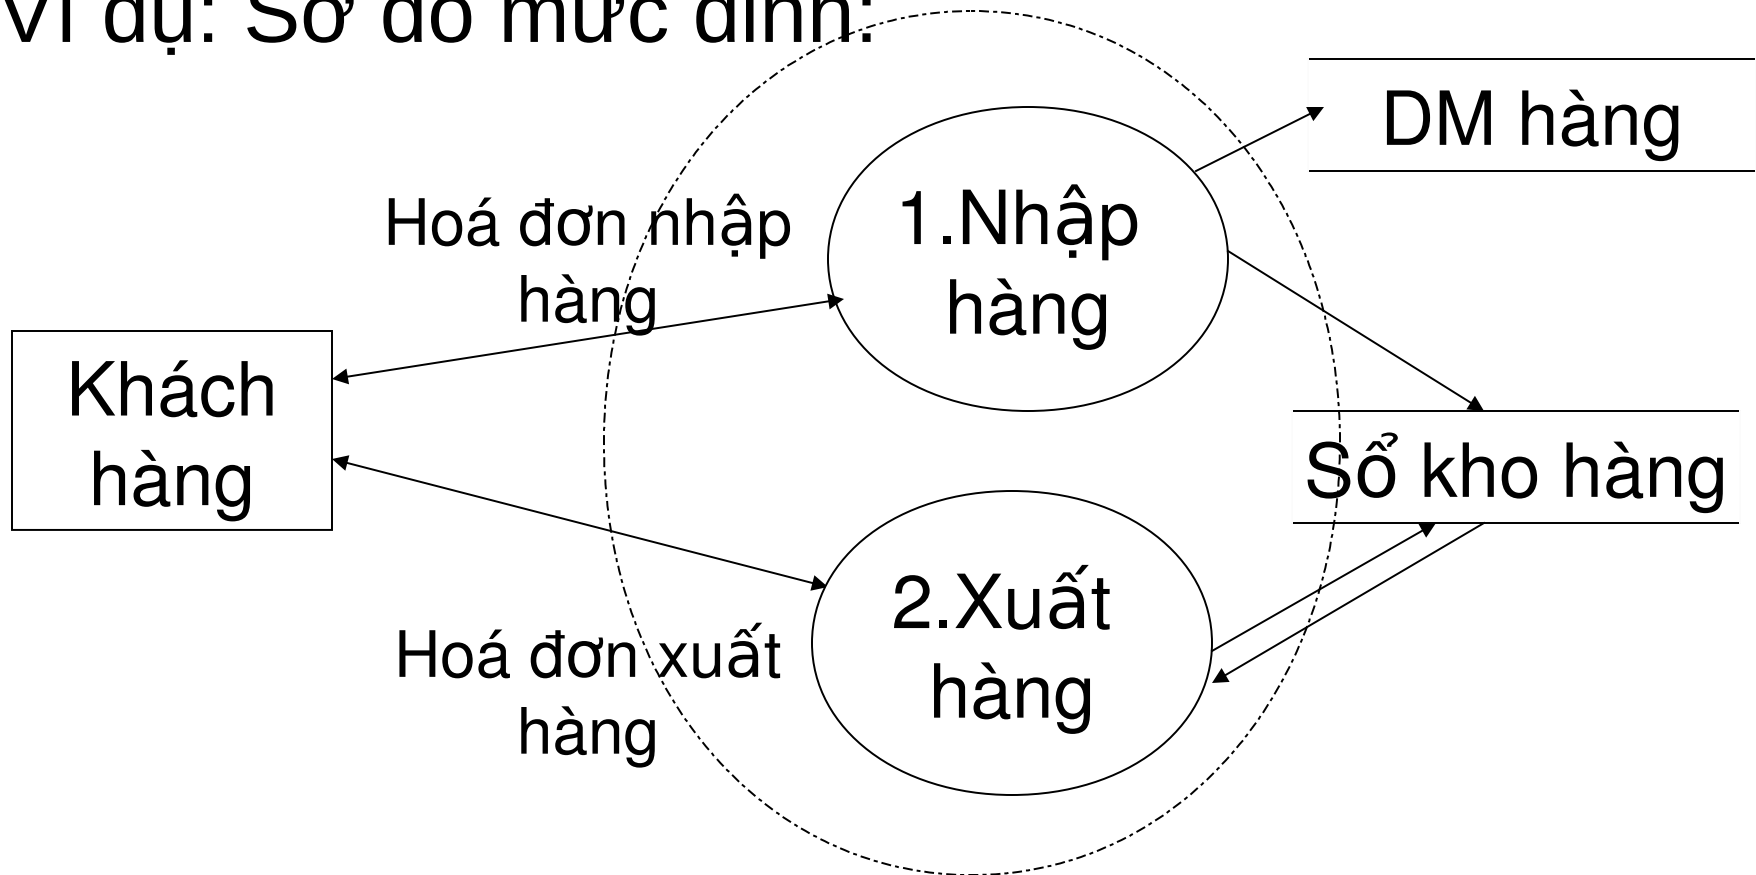 Ví dụ: Sơ đồ mức đỉnh:
DM hàng
1.Nhập
hàng
Hoá đơn nhập
hàng
Khách
hàng
Sổ kho hàng
2.Xuất
hàng
Hoá đơn xuất
hàng